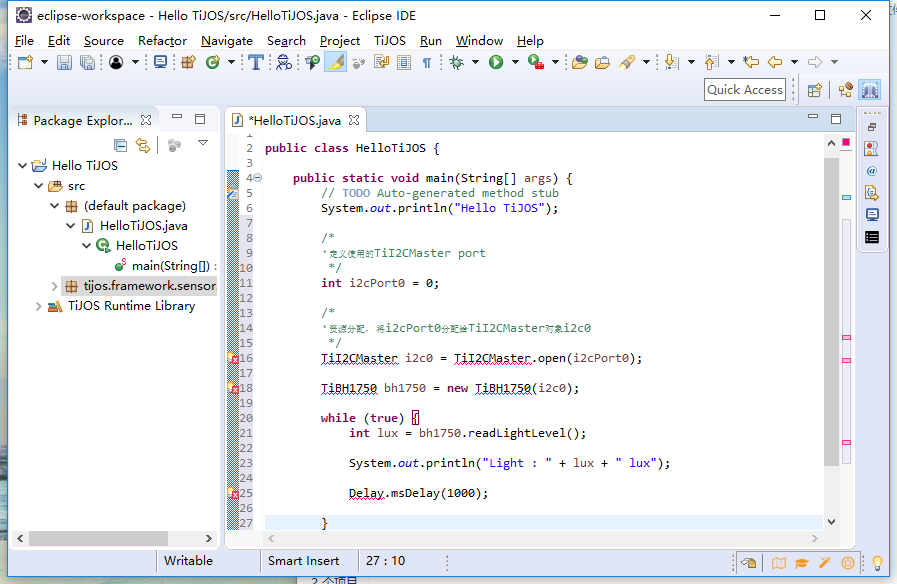 eclipse-workspace - Hello TiJOS/src/HelloTiJOS.java - Eclipse IDE
File Edit Source Refactor Navigate Search Project TiJOS Run Window Help
Quick Access
Package Explor...
*HelloTiJOS.java
Hello TiJOS
src
(default package)
HelloTiJOS.java
HelloTiJOS
main(String[]) :
tijos.framework.sensor
TiJOS Runtime Library
1
2 public class HelloTiJOS {
3
4 public static void main(String[] args) {
5 // TODO Auto-generated method stub
6 System.out.println("Hello TiJOS");
7
8 /*
9 * 定义使用的TiI2CMaster port
10 */
11 int i2cPort0 = 0;
12
13 /*
14 * 资源分配，将i2cPort0分配给TiI2CMaster对象i2c0
15 */
16 TiI2CMaster i2c0 = TiI2CMaster.open(i2cPort0);
17
18 TiBH1750 bh1750 = new TiBH1750(i2c0);
19
20 while (true) {
21 int lux = bh1750.readLightLevel();
22
23 System.out.println("Light : " + lux + " lux");
24
25 Delay.msDelay(1000);
26
27 }
Writable Smart Insert 27 : 10
2 个项目